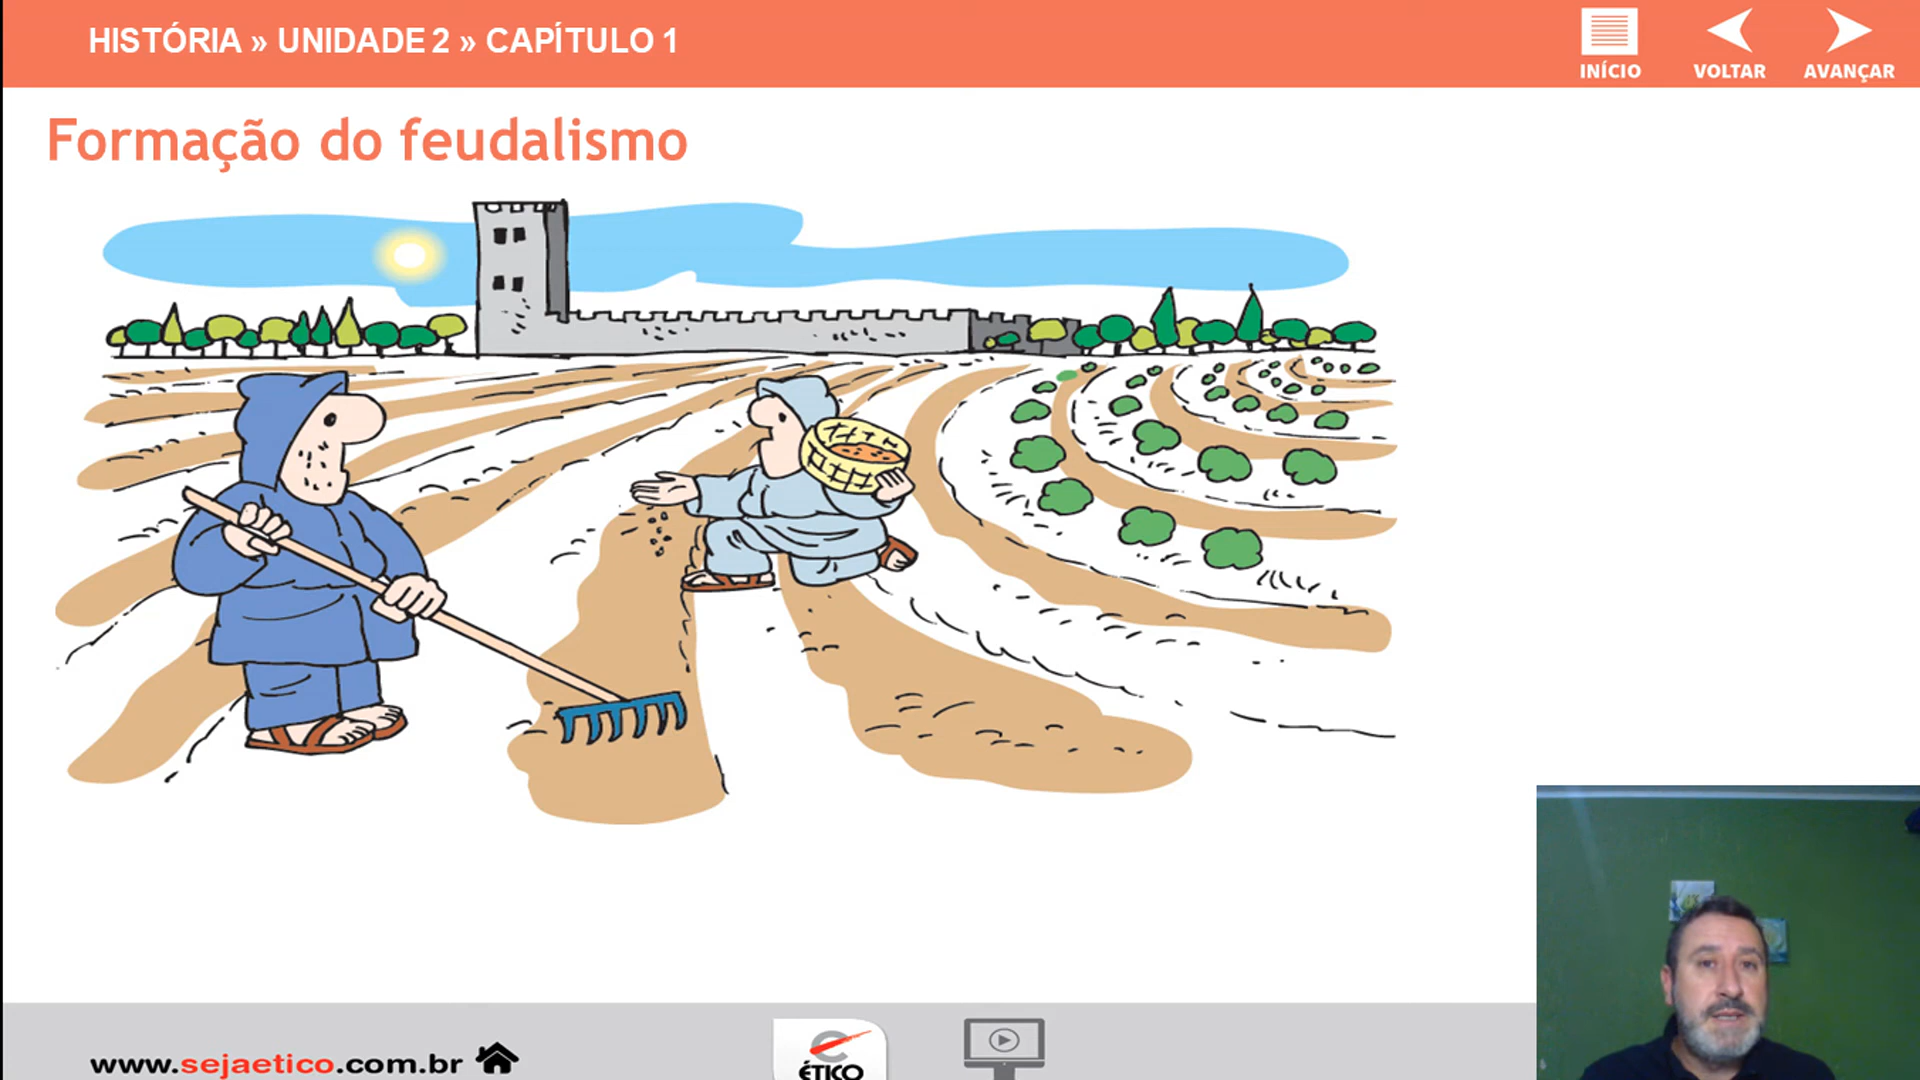 HISTÓRIA » UNIDADE 2 » CAPÍTULO 1
INÍCIO
VOLTAR
AVANÇAR
Formação do feudalismo
www.sejaetico.com.br
e
ÉTICO